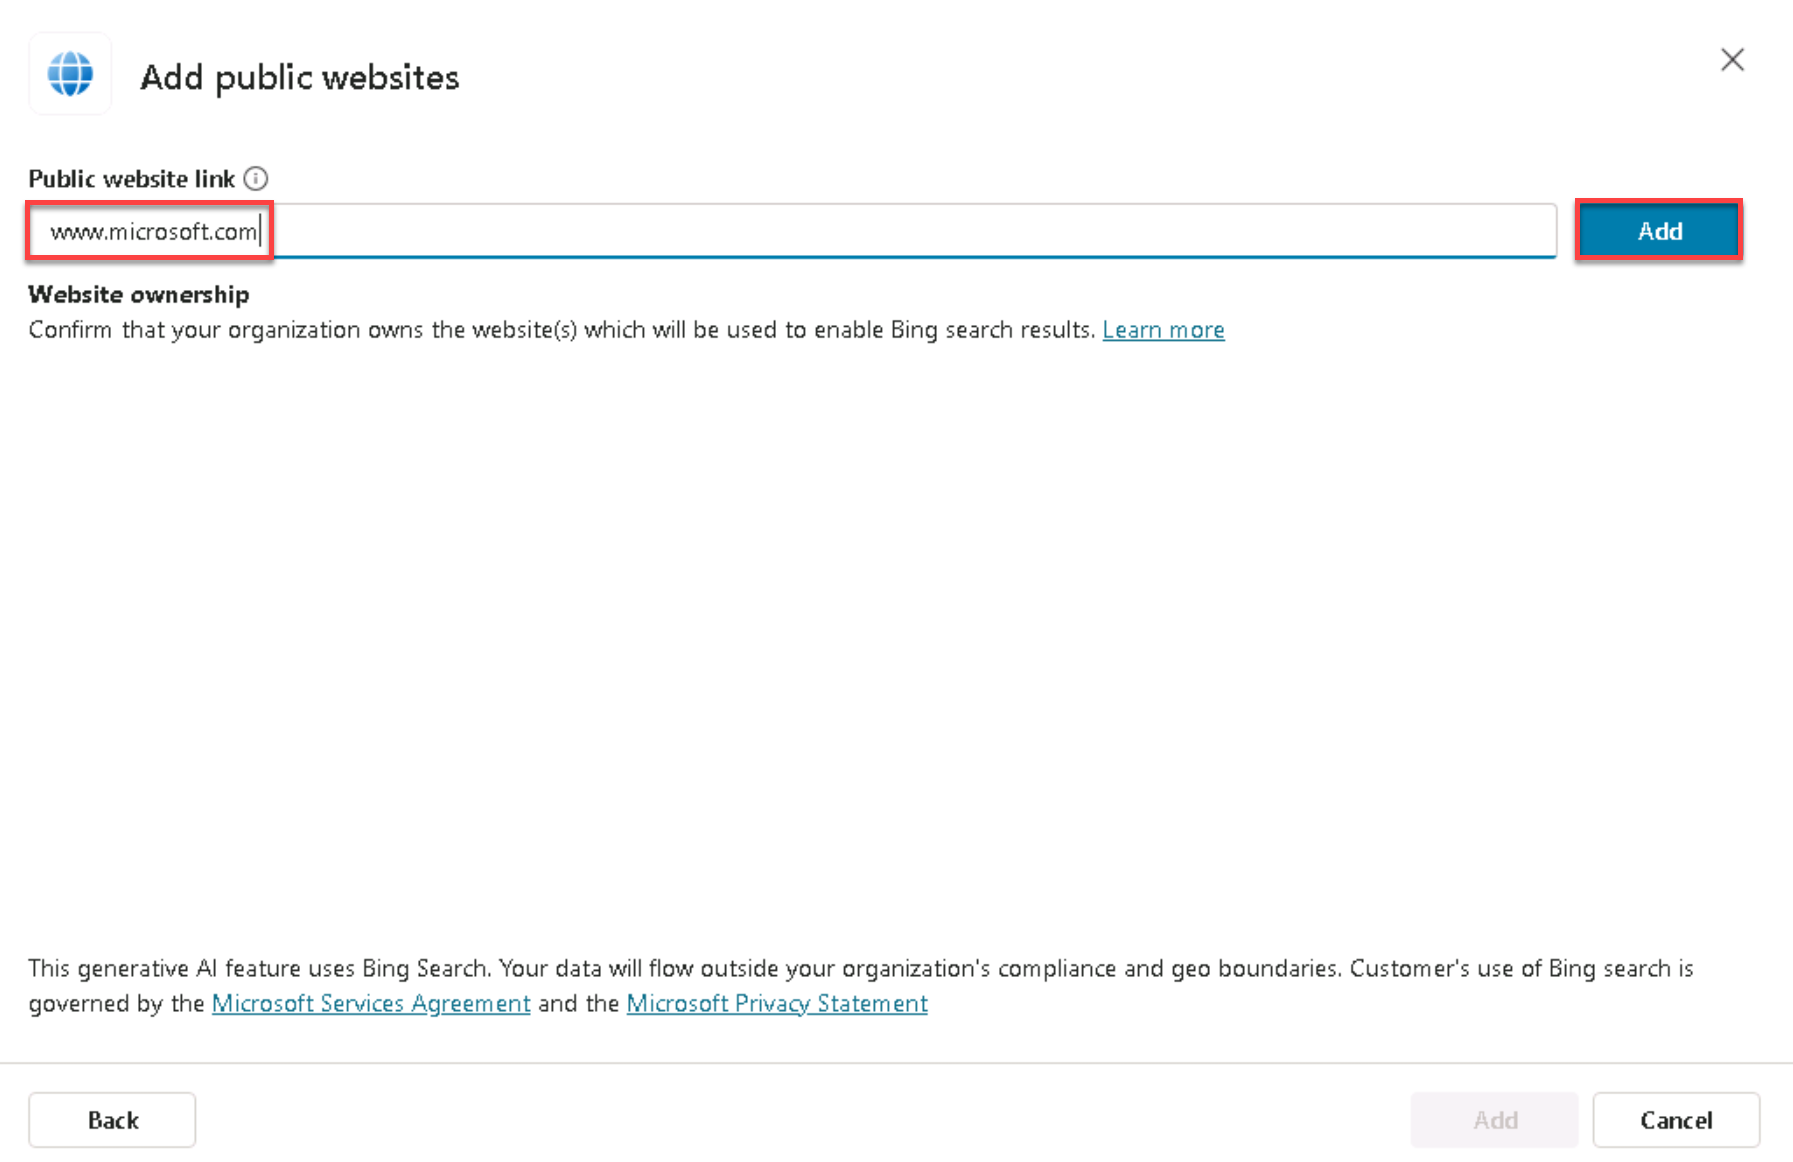 Add public websites
Public website link
www.microsoft.com
Add
Website ownership
Confirm that your organization owns the website(s) which will be used to enable Bing search results. Learn more
This generative AI feature uses Bing Search. Your data will flow outside your organization's compliance and geo boundaries. Customer's use of Bing search is
governed by the Microsoft Services Agreement and the Microsoft Privacy Statement
Back
Add
Cancel